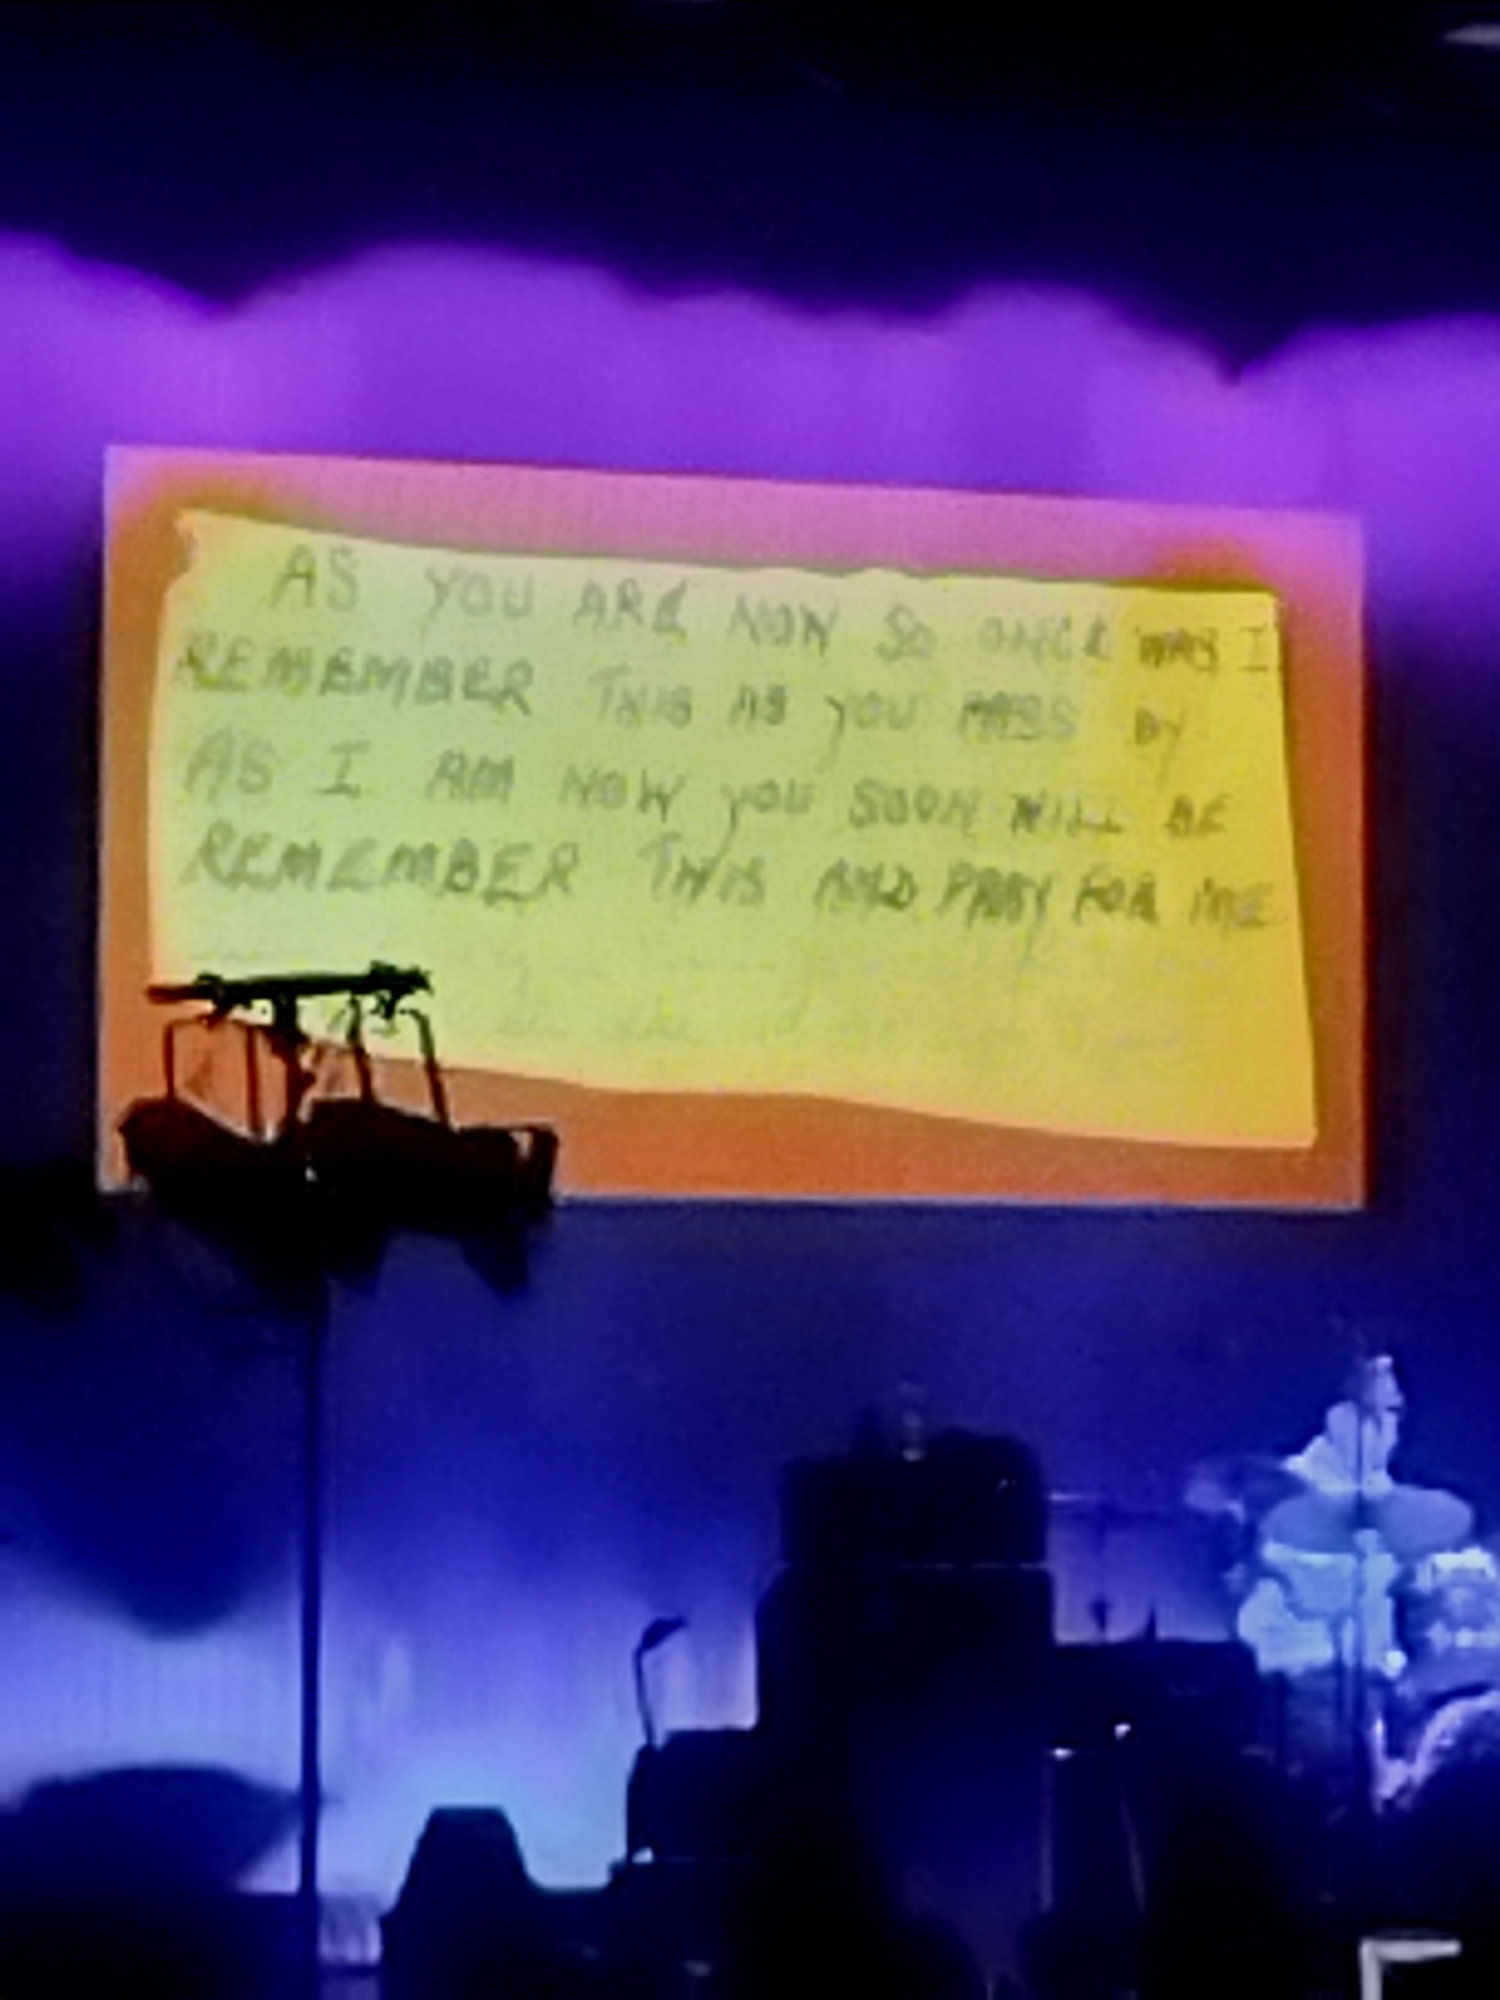 AS YOU ARE NOW SO ONCE WAS I
REMEMBER THIS AS YOU PASS BY
AS I AM NOW YOU SOON WILL BE
REMEMBER THIS AND PRAY FOR ME